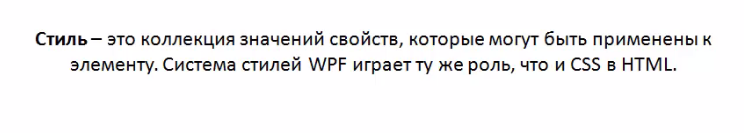 Стиль – это коллекция значений свойств, которые могут быть применены к
элементу. Система стилей WPF играет ту же роль, что и CSS в HTML.